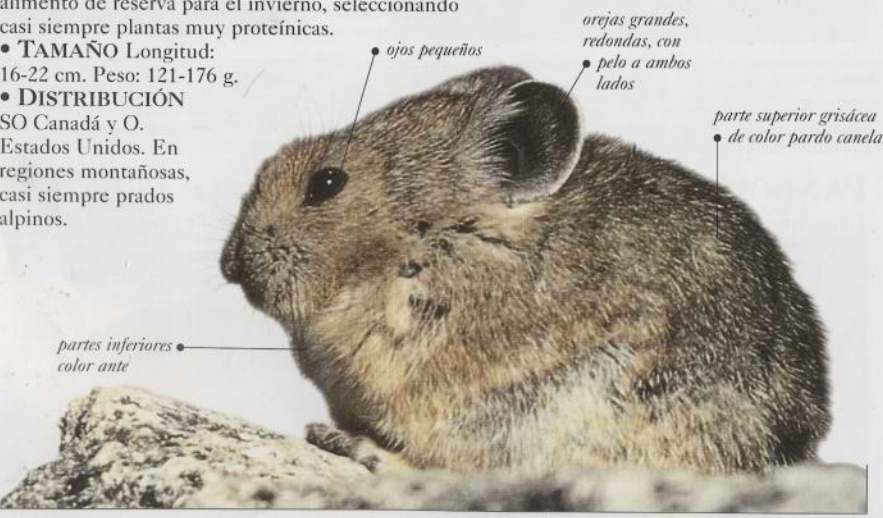 alimento de reserva para el invierno, seleccionando
casi siempre plantas muy proteínicas.
• TAMAÑO Longitud:
16-22 cm. Peso: 121-176 g.
• DISTRIBUCIÓN
SO Canadá y O.
Estados Unidos. En
regiones montañosas,
casi siempre prados
alpinos.
ojos pequeños
orejas grandes,
redondas, con
pelo a ambos
lados
parte superior grisácea
de color pardo canela
partes inferiores
color ante